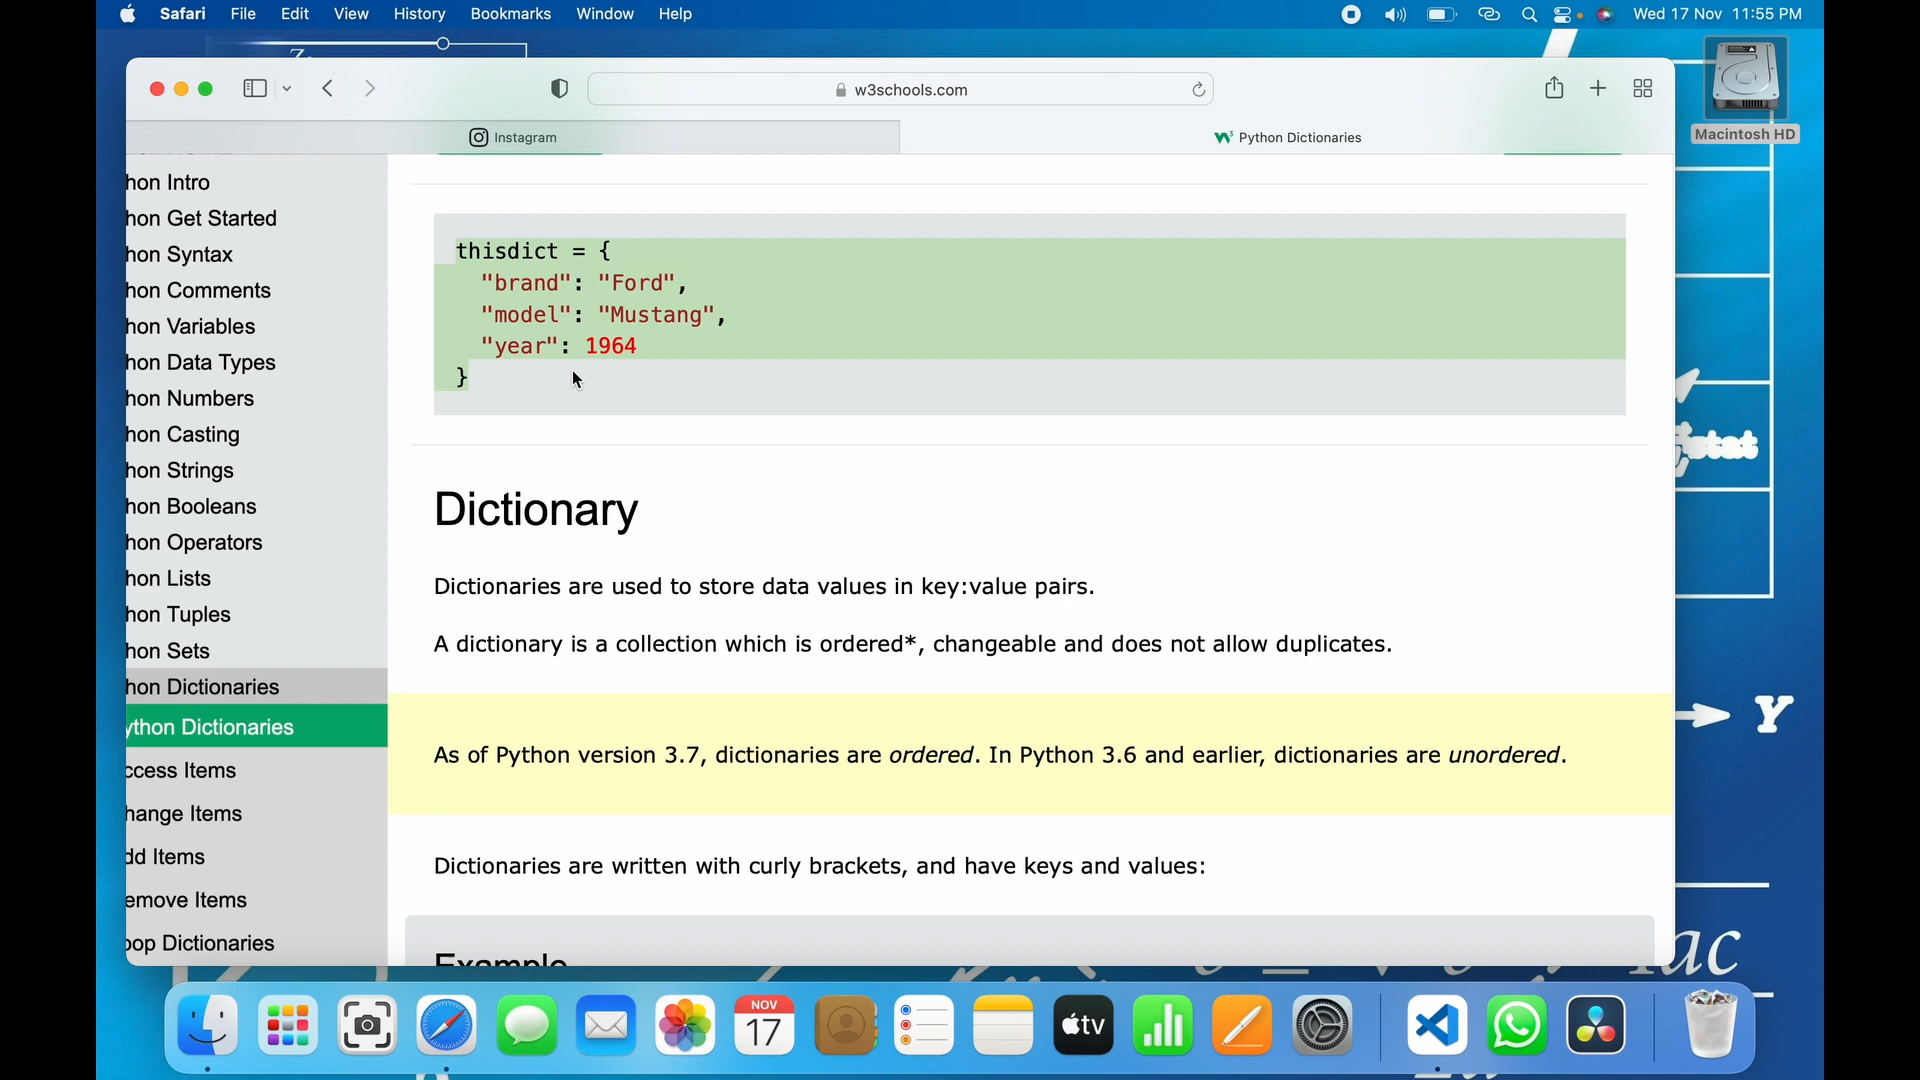 Safari File Edit View History Bookmarks Window Help Wed 17 Nov 11:55 PM
w3schools.com
Instagram Python Dictionaries
Macintosh HD
hon Intro
hon Get Started
hon Syntax
hon Comments
hon Variables
hon Data Types
hon Numbers
hon Casting
hon Strings
hon Booleans
hon Operators
hon Lists
hon Tuples
hon Sets
hon Dictionaries
ython Dictionaries
ccess Items
hange Items
dd Items
emove Items
oop Dictionaries
thisdict = {
"brand": "Ford",
"model": "Mustang",
"year": 1964
}
Dictionary
Dictionaries are used to store data values in key:value pairs.
A dictionary is a collection which is ordered*, changeable and does not allow duplicates.
As of Python version 3.7, dictionaries are ordered. In Python 3.6 and earlier, dictionaries are unordered.
Dictionaries are written with curly brackets, and have keys and values:
Example
Y
ac
NOV
17
tv